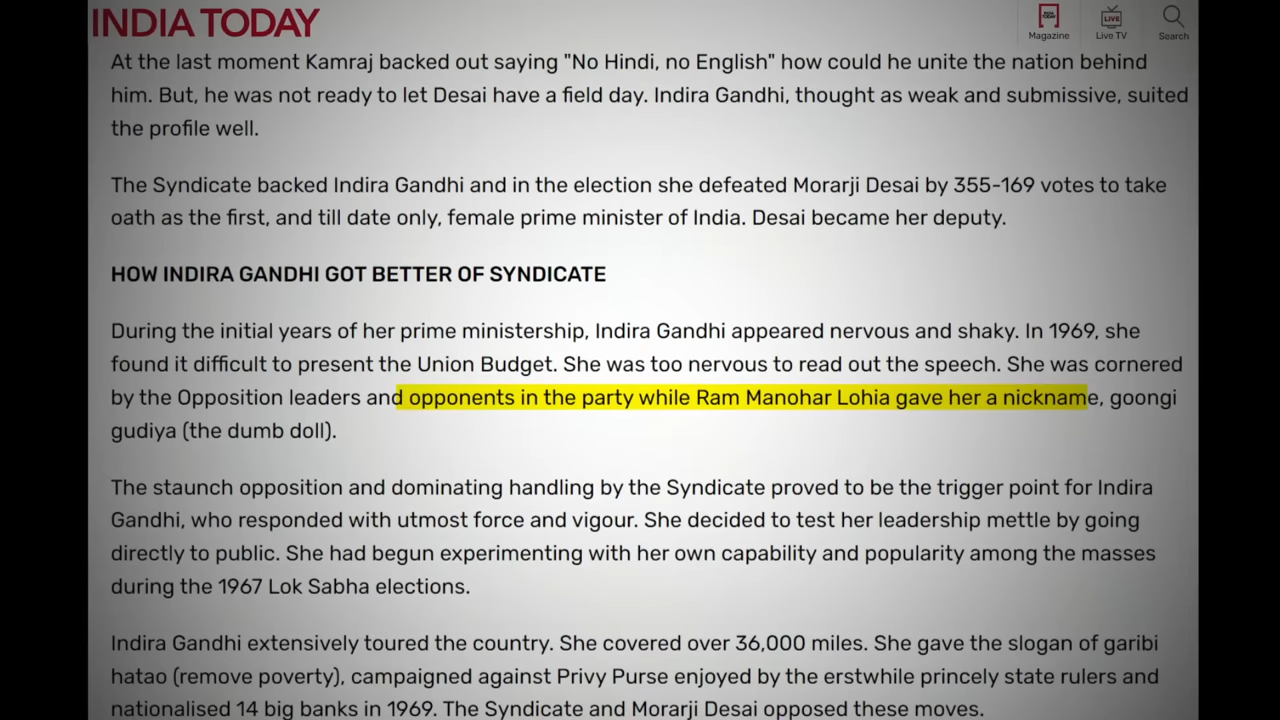 INDIA TODAY
Magazine
LIVE
Live TV
Search
At the last moment Kamraj backed out saying "No Hindi, no English" how could he unite the nation behind
him. But, he was not ready to let Desai have a field day. Indira Gandhi, thought as weak and submissive, suited
the profile well.
The Syndicate backed Indira Gandhi and in the election she defeated Morarji Desai by 355-169 votes to take
oath as the first, and till date only, female prime minister of India. Desai became her deputy.
HOW INDIRA GANDHI GOT BETTER OF SYNDICATE
During the initial years of her prime ministership, Indira Gandhi appeared nervous and shaky. In 1969, she
found it difficult to present the Union Budget. She was too nervous to read out the speech. She was cornered
by the Opposition leaders and opponents in the party while Ram Manohar Lohia gave her a nickname, goongi
gudiya (the dumb doll).
The staunch opposition and dominating handling by the Syndicate proved to be the trigger point for Indira
Gandhi, who responded with utmost force and vigour. She decided to test her leadership mettle by going
directly to public. She had begun experimenting with her own capability and popularity among the masses
during the 1967 Lok Sabha elections.
Indira Gandhi extensively toured the country. She covered over 36,000 miles. She gave the slogan of garibi
hatao (remove poverty), campaigned against Privy Purse enjoyed by the erstwhile princely state rulers and
nationalised 14 big banks in 1969. The Syndicate and Morarji Desai opposed these moves.